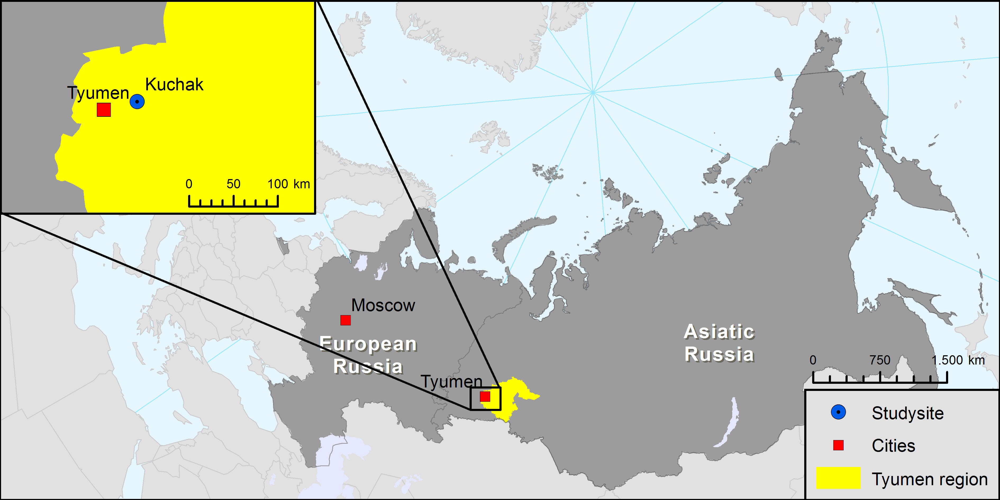 Kuchak
Tyumen
0 50 100 km
Moscow
European
Russia
Asiatic
Russia
Tyumen
0 750 1.500 km
Studysite
Cities
Tyumen region